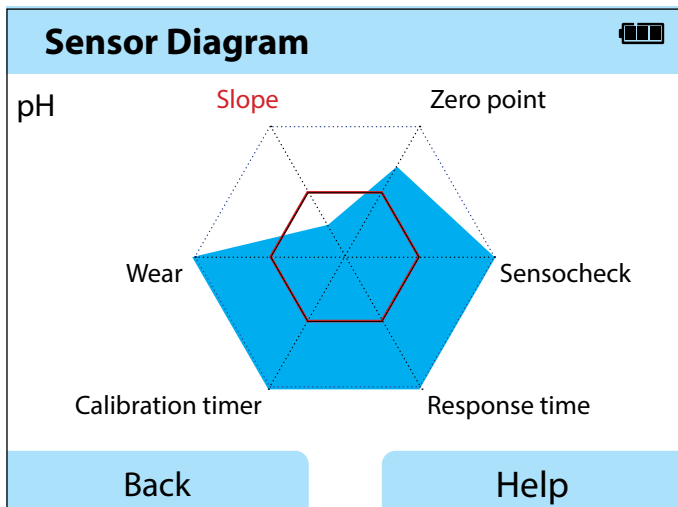 Sensor Diagram
pH
Slope
Zero point
Wear
Sensocheck
Calibration timer
Response time
Back
Help